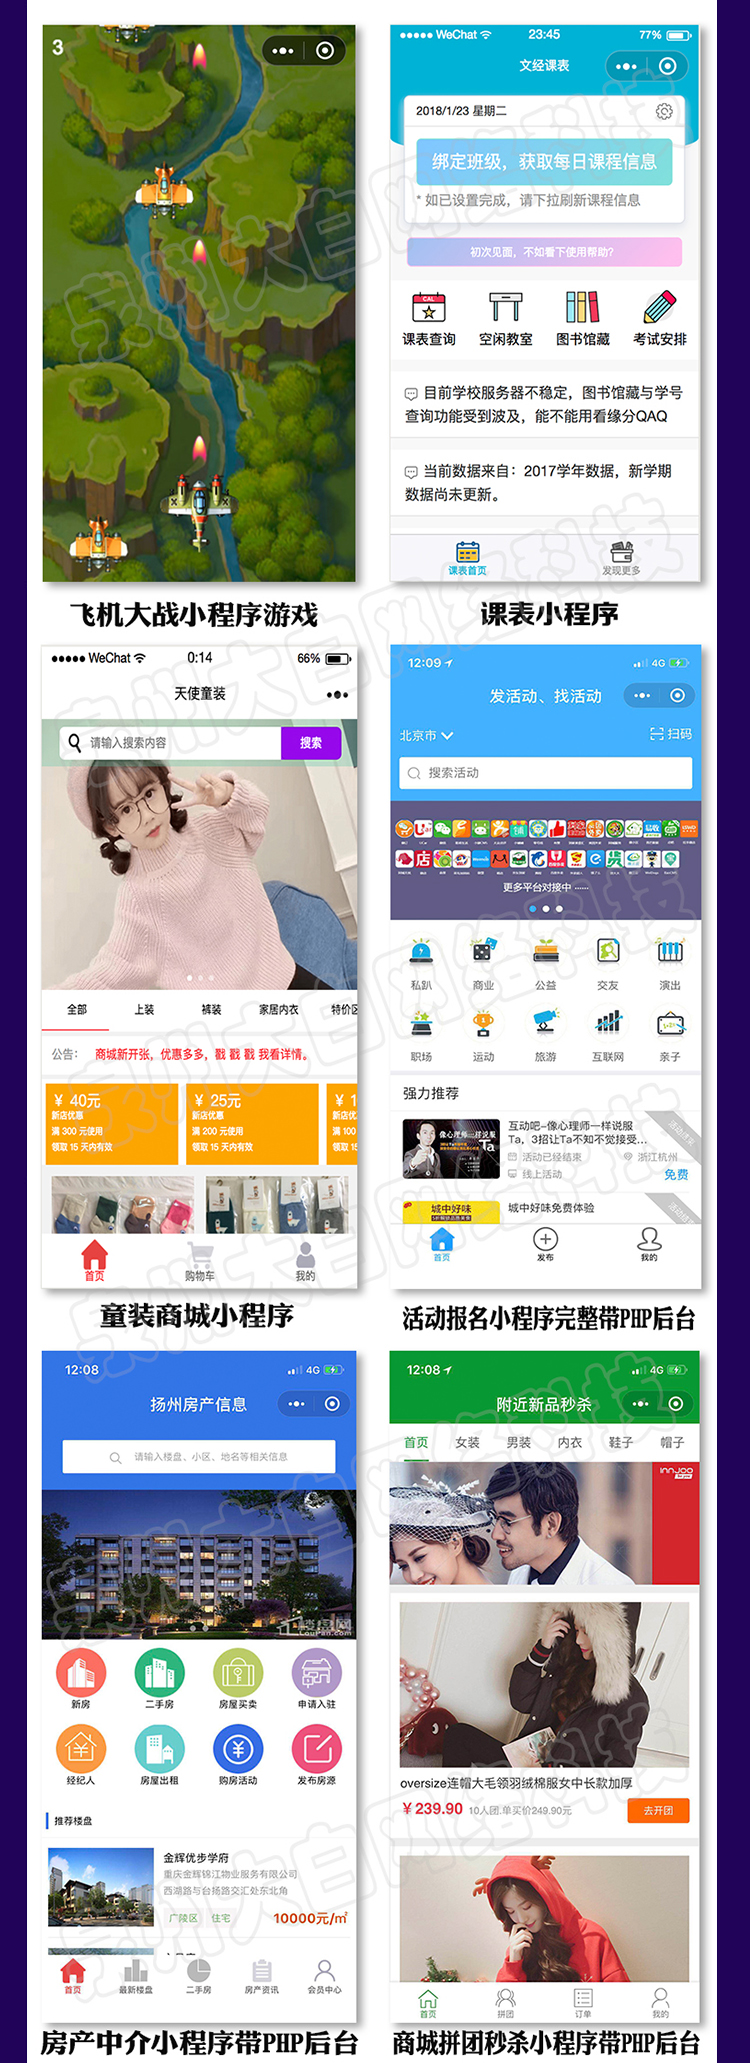 3
WeChat 23:45 77%
文经课表
2018/1/23 星期二
绑定班级，获取每日课程信息
* 如已设置完成，请下拉刷新课程信息
初次见面，不如看下使用帮助?
CAL
课表查询 空闲教室 图书馆藏 考试安排
目前学校服务器不稳定，图书馆藏与学号
查询功能受到波及，能不能用看缘分QAQ
当前数据来自：2017学年数据，新学期
数据尚未更新。
课表首页 发现更多
飞机大战小程序游戏 课表小程序
WeChat 0:14 66%
天使童装
请输入搜索内容 搜索
全部 上装 裤装 家居内衣 特价区
公告： 商城新开张，优惠多多，戳 戳 戳 我看详情。
¥ 40元 ¥ 25元 ¥ 1
新店优惠 新店优惠 新店优
满 300 元使用 满 200 元使用 满 100
领取 15 天内有效 领取 15 天内有效 领取 15
首页 购物车 我的
12:09 4G
发活动、找活动
北京市 扫码
搜索活动
更多平台对接中 ······
私趴 商业 公益 交友 演出
职场 运动 旅游 互联网 亲子
强力推荐
像心理师一样说服
Ta
互动吧-像心理师一样说服
Ta，3招让Ta不知不觉接受...
活动已经结束 浙江杭州
线上活动 免费
城中好味
城中好味免费体验
首页 发布 我的
童装商城小程序 活动报名小程序完整带PHP后台
12:08 4G
扬州房产信息
请输入楼盘、小区、地名等相关信息
楼盘网
LouPan.com
新房 二手房 房屋买卖 申请入驻
经纪人 房屋出租 购房活动 发布房源
推荐楼盘
金辉优步学府
重庆金辉锦江物业服务有限公司
西湖路与台扬路交汇处东北角
广陵区 住宅 10000元/㎡
首页 最新楼盘 二手房 房产资讯 会员中心
12:08 4G
附近新品秒杀
首页 女装 男装 内衣 鞋子 帽子
innjoo
oversize连帽大毛领羽绒棉服女中长款加厚
¥ 239.90 10人团.单买价249.90元 去开团
首页 拼团 订单 我的
房产中介小程序带PHP后台 商城拼团秒杀小程序带PHP后台
泉州大白网络科技